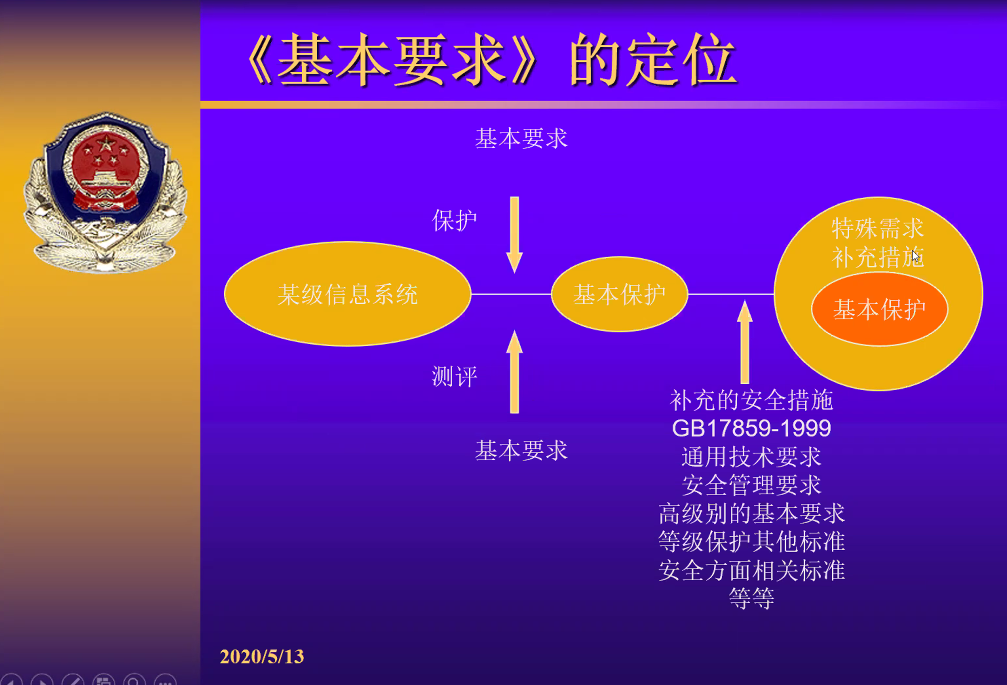 《基本要求》的定位
基本要求
保护
某级信息系统
基本保护
特殊需求
补充措施
基本保护
测评
基本要求
补充的安全措施
GB17859-1999
通用技术要求
安全管理要求
高级别的基本要求
等级保护其他标准
安全方面相关标准
等等
2020/5/13